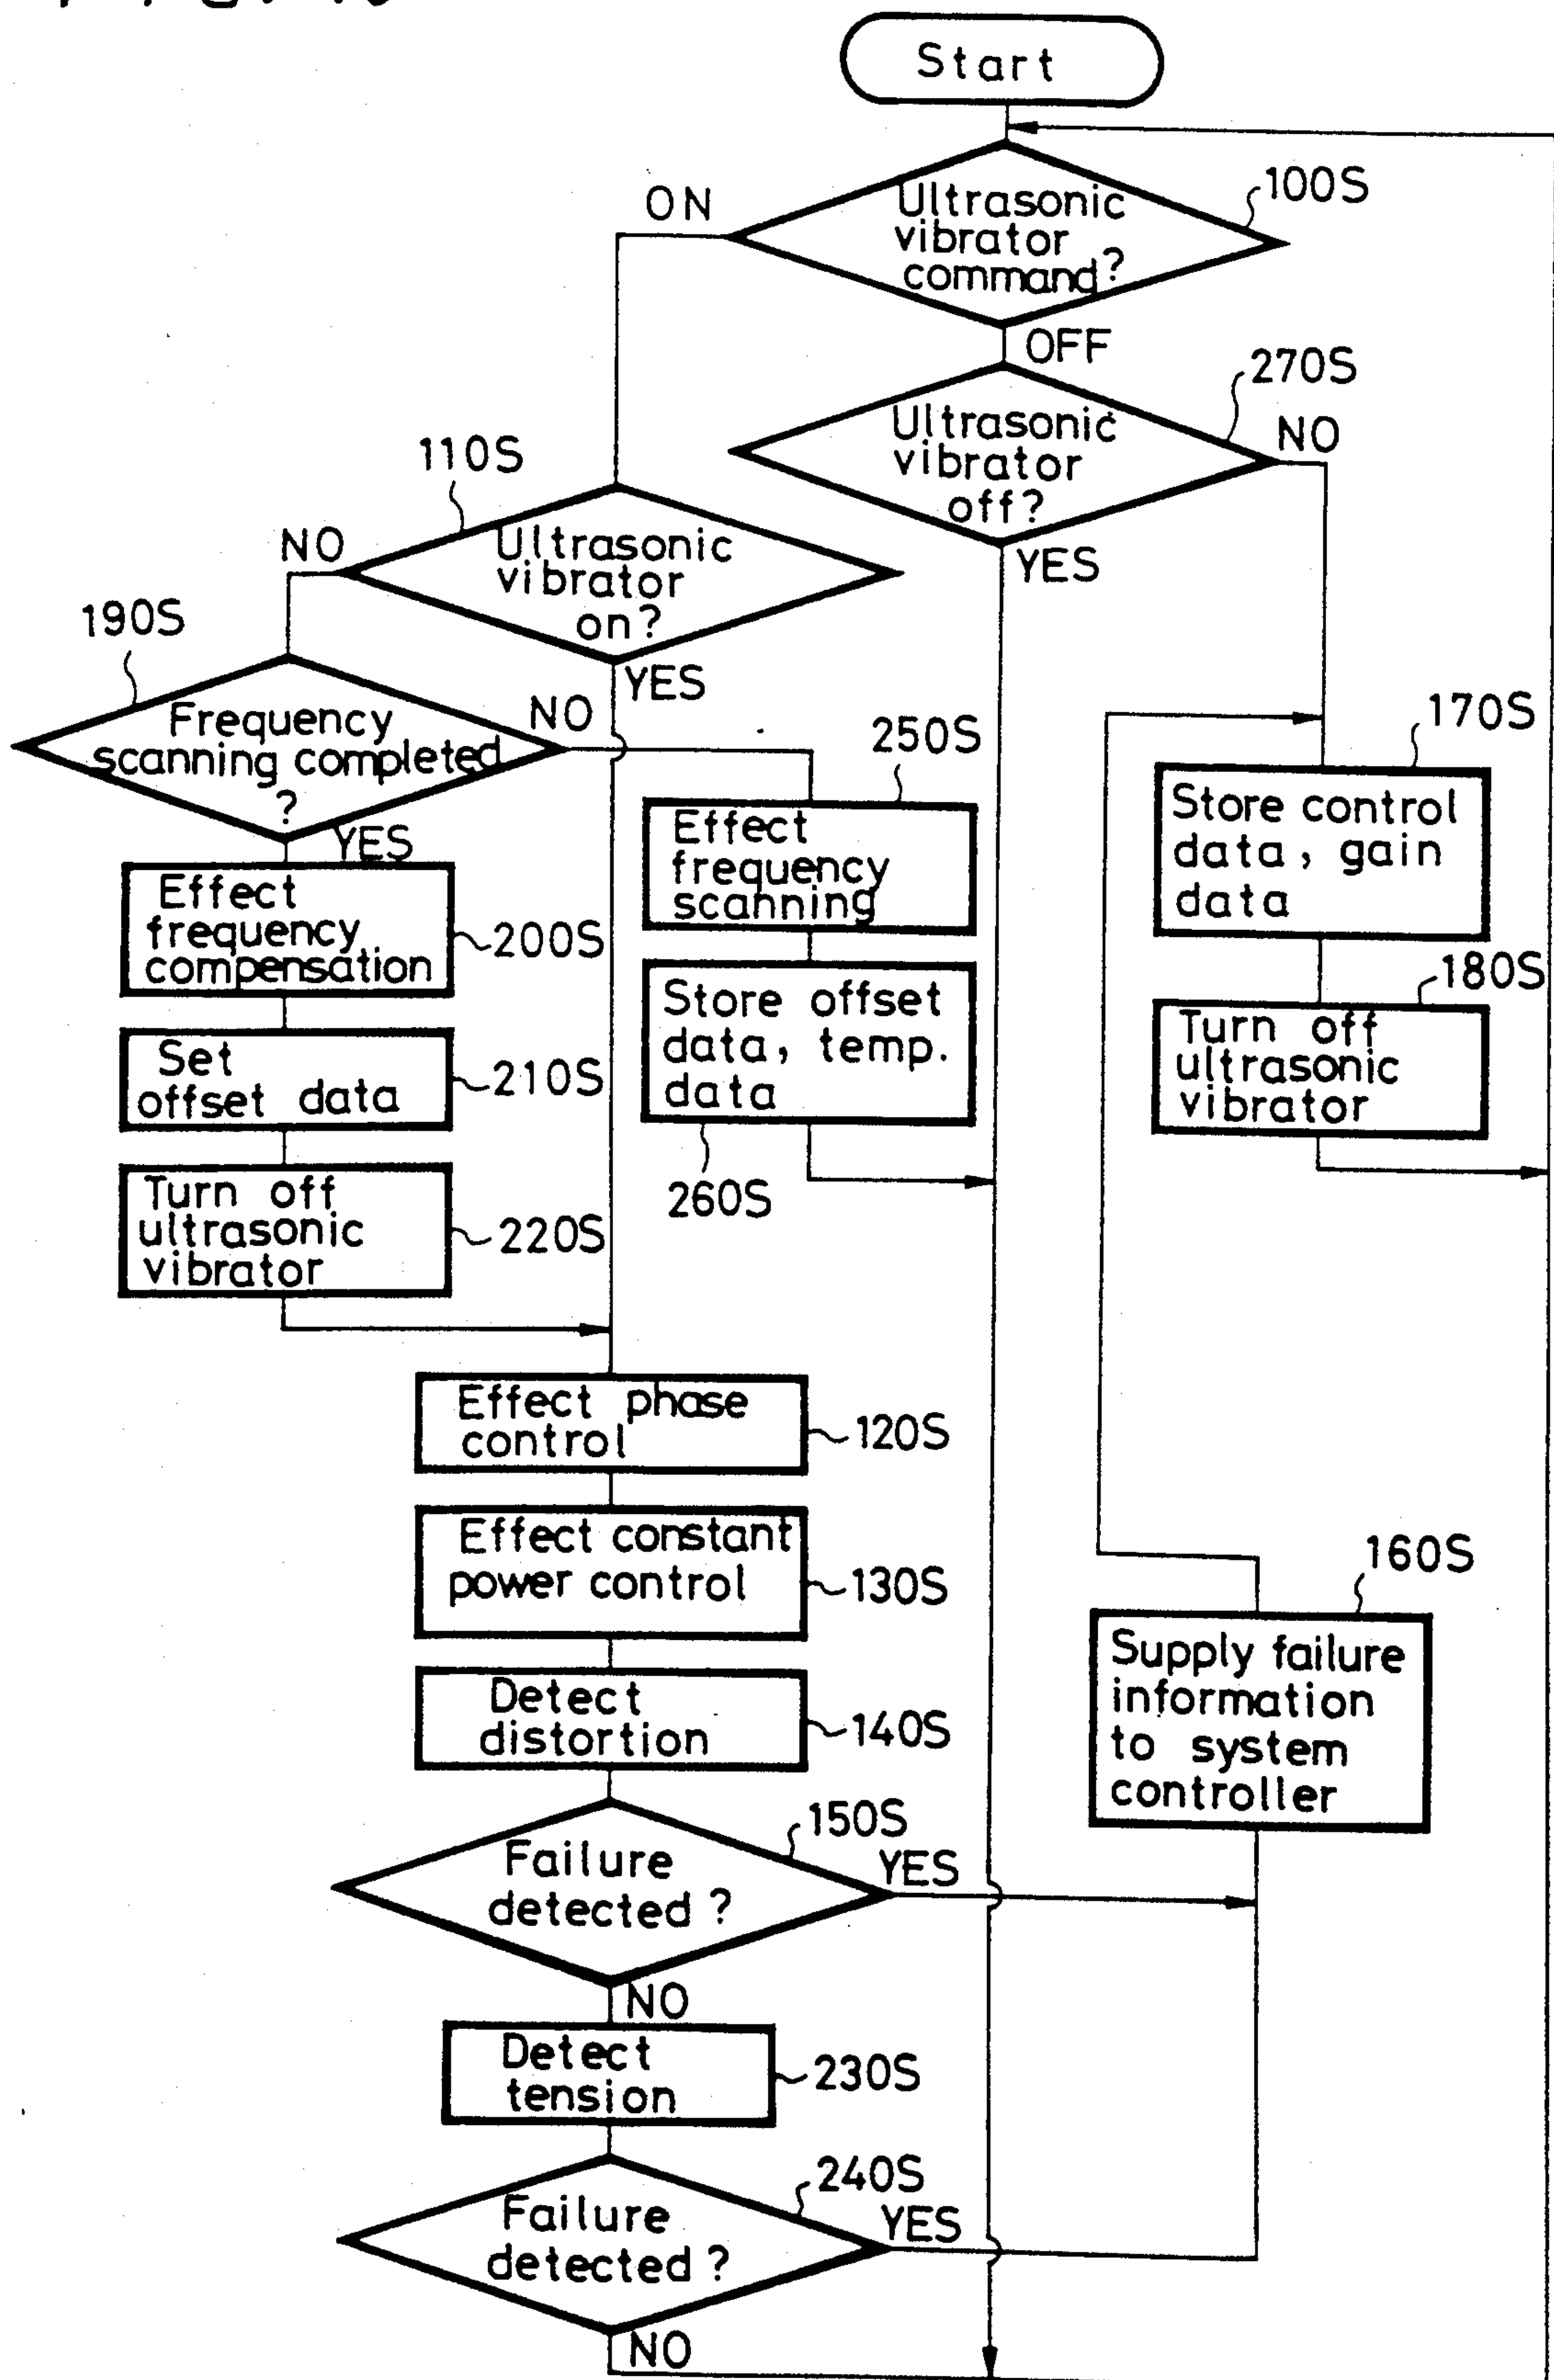 Start
ON
Ultrasonic
vibrator
command?
100S
OFF
270S
Ultrasonic
vibrator
off?
NO
YES
110S
NO
Ultrasonic
vibrator
on?
YES
190S
Frequency
scanning completed
?
NO
YES
250S
Effect
frequency
scanning
170S
Store control
data, gain
data
Effect
frequency
compensation
200S
Store offset
data, temp.
data
260S
180S
Turn off
ultrasonic
vibrator
Set
offset data
210S
Turn off
ultrasonic
vibrator
220S
Effect phase
control
120S
Effect constant
power control
130S
160S
Supply failure
information
to system
controller
Detect
distortion
140S
150S
Failure
detected?
YES
NO
Detect
tension
230S
240S
Failure
detected?
YES
NO